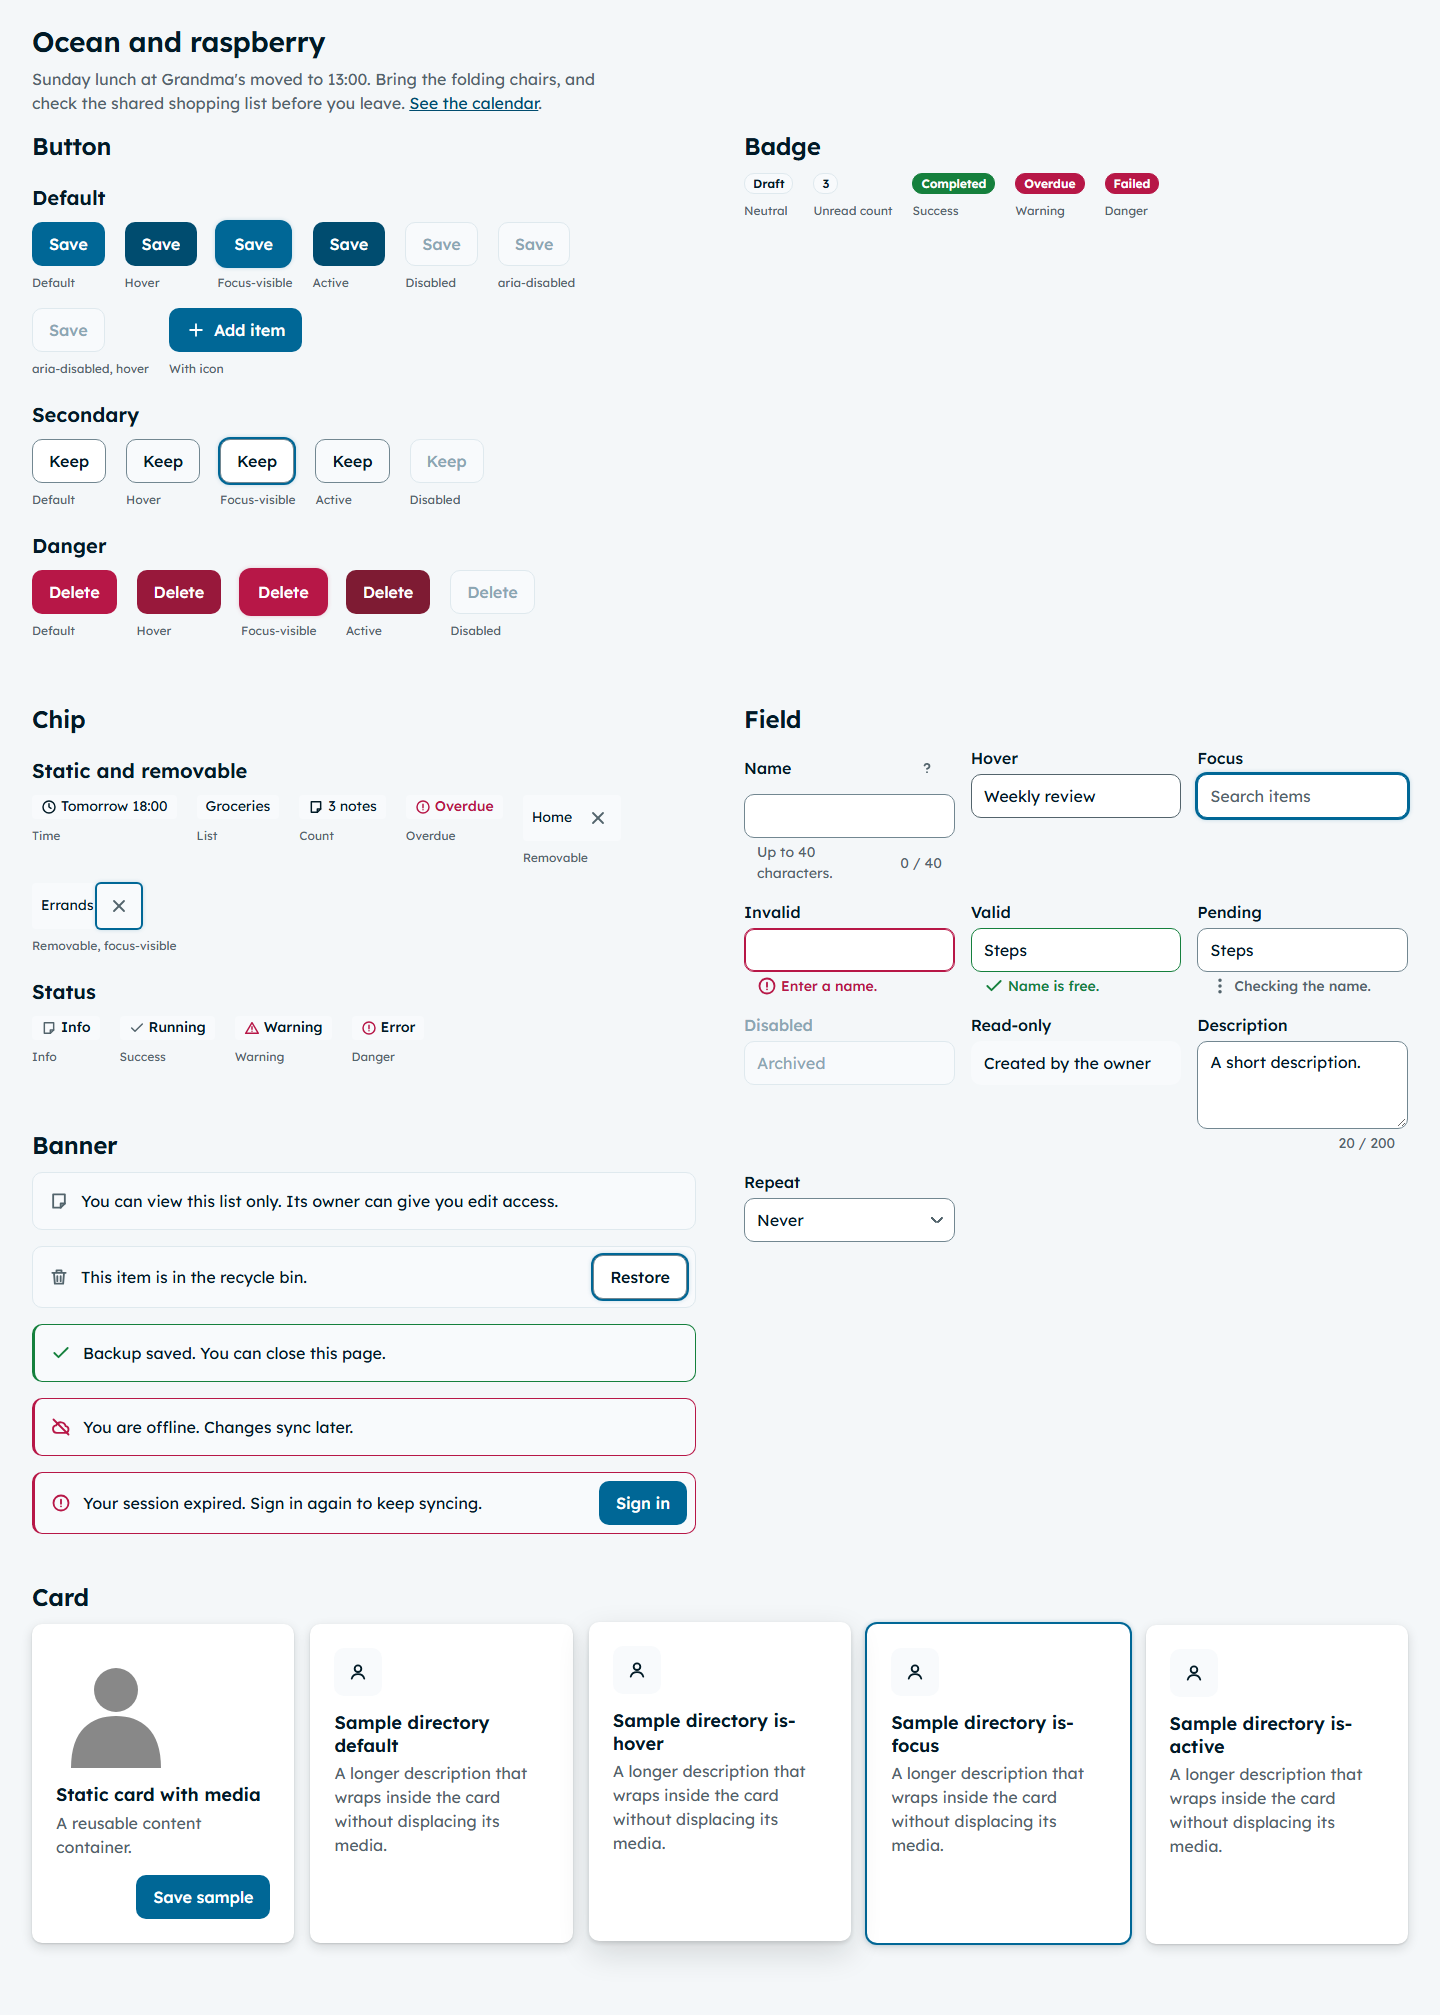 Ocean and raspberry
Sunday lunch at Grandma's moved to 13:00. Bring the folding chairs, and
check the shared shopping list before you leave. See the calendar.
Button
Default
Save Save Save Save Save Save
Default Hover Focus-visible Active Disabled aria-disabled
Save Add item
aria-disabled, hover With icon
Secondary
Keep Keep Keep Keep Keep
Default Hover Focus-visible Active Disabled
Danger
Delete Delete Delete Delete Delete
Default Hover Focus-visible Active Disabled
Badge
Draft 3 Completed Overdue Failed
Neutral Unread count Success Warning Danger
Chip
Static and removable
Tomorrow 18:00 Groceries 3 notes Overdue Home
Time List Count Overdue Removable
Errands
Removable, focus-visible
Status
Info Running Warning Error
Info Success Warning Danger
Field
Name ? Hover Focus
Weekly review Search items
Up to 40
characters.
0 / 40
Invalid Valid Pending
Steps Steps
Enter a name. Name is free. Checking the name.
Disabled Read-only Description
Archived Created by the owner A short description.
20 / 200
Repeat
Never
Banner
You can view this list only. Its owner can give you edit access.
This item is in the recycle bin. Restore
Backup saved. You can close this page.
You are offline. Changes sync later.
Your session expired. Sign in again to keep syncing. Sign in
Card
Static card with media
A reusable content
container.
Save sample
Sample directory
default
A longer description that
wraps inside the card
without displacing its
media.
Sample directory is-
hover
A longer description that
wraps inside the card
without displacing its
media.
Sample directory is-
focus
A longer description that
wraps inside the card
without displacing its
media.
Sample directory is-
active
A longer description that
wraps inside the card
without displacing its
media.